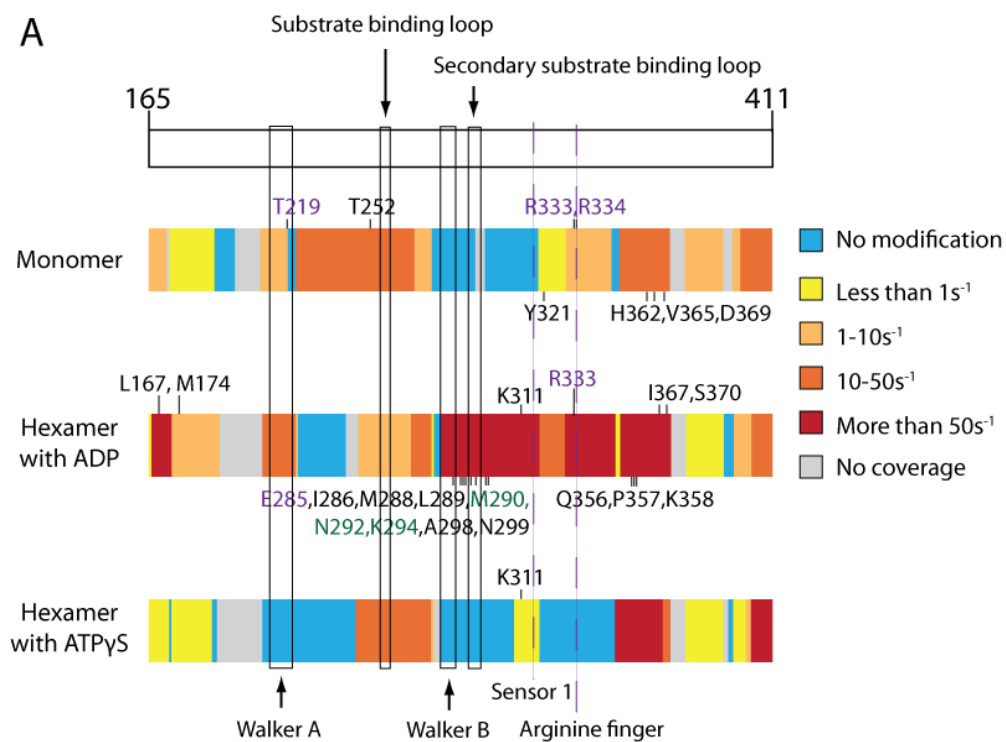 A
Substrate binding loop
Secondary substrate binding loop
165
411
T219
T252
R333,R334
Monomer
Y321
H362,V365,D369
No modification
Less than 1s⁻¹
1-10s⁻¹
10-50s⁻¹
More than 50s⁻¹
No coverage
L167, M174
K311
R333
I367,S370
Hexamer
with ADP
E285,I286,M288,L289,M290,
N292,K294,A298,N299
Q356,P357,K358
K311
Hexamer
with ATPγS
Sensor 1
Walker A
Walker B
Arginine finger